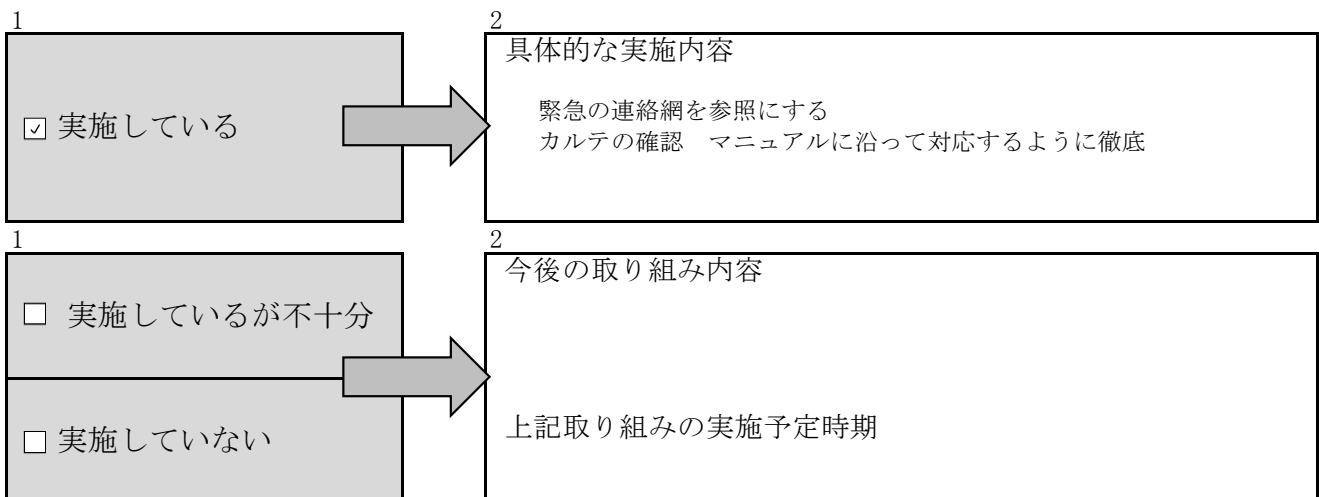 1
☑ 実施している
2
具体的な実施内容
緊急の連絡網を参照にする
カルテの確認　マニュアルに沿って対応するように徹底
1
☐ 実施しているが不十分
☐ 実施していない
2
今後の取り組み内容
上記取り組みの実施予定時期